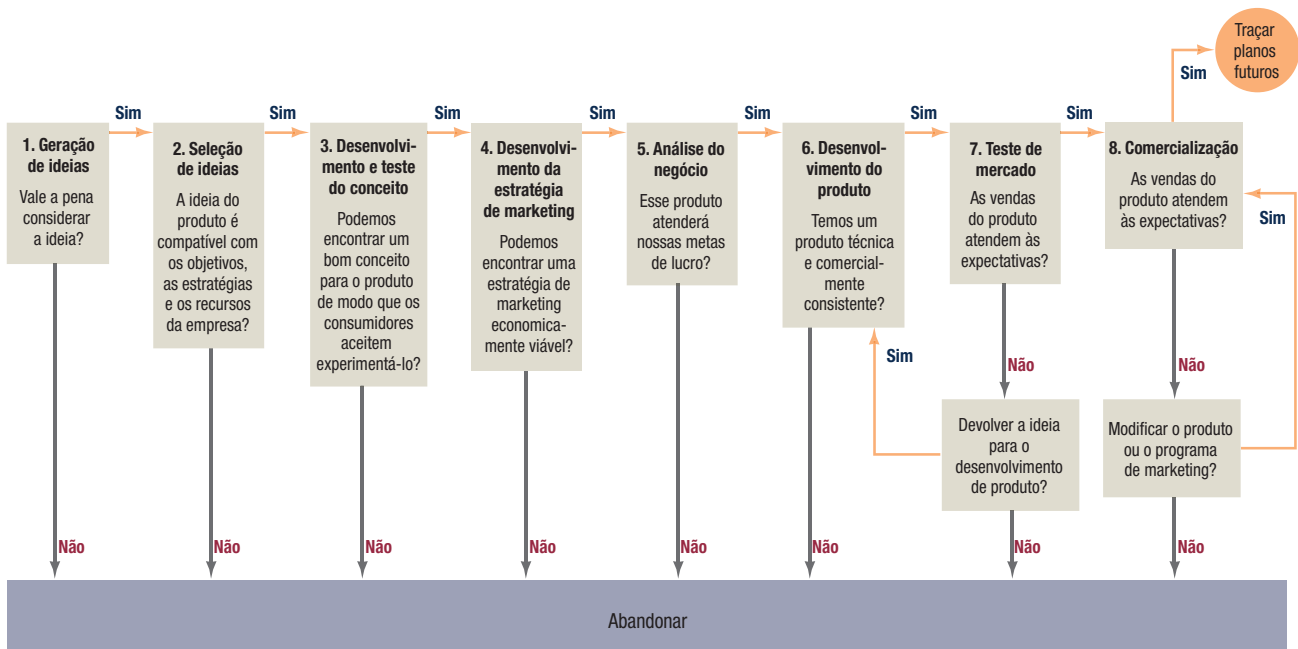 Traçar
planos
futuros
Sim
Sim
Sim
Sim
Sim
Sim
Sim
Sim
Sim
1. Geração
de ideias
Vale a pena
considerar
a ideia?
2. Seleção
de ideias
A ideia do
produto é
compatível com
os objetivos,
as estratégias
e os recursos
da empresa?
3. Desenvolvi-
mento e teste
do conceito
Podemos
encontrar um
bom conceito
para o produto
de modo que os
consumidores
aceitem
experimentá-lo?
4. Desenvolvi-
mento da
estratégia
de marketing
Podemos
encontrar uma
estratégia de
marketing
economica-
mente viável?
5. Análise do
negócio
Esse produto
atenderá
nossas metas
de lucro?
6. Desenvol-
vimento do
produto
Temos um
produto técnica
e comercial-
mente
consistente?
7. Teste de
mercado
As vendas
do produto
atendem às
expectativas?
8. Comercialização
As vendas do
produto atendem
às expectativas?
Sim
Não
Não
Devolver a ideia
para o
desenvolvimento
de produto?
Modificar o produto
ou o programa
de marketing?
Não
Não
Não
Não
Não
Não
Não
Não
Abandonar